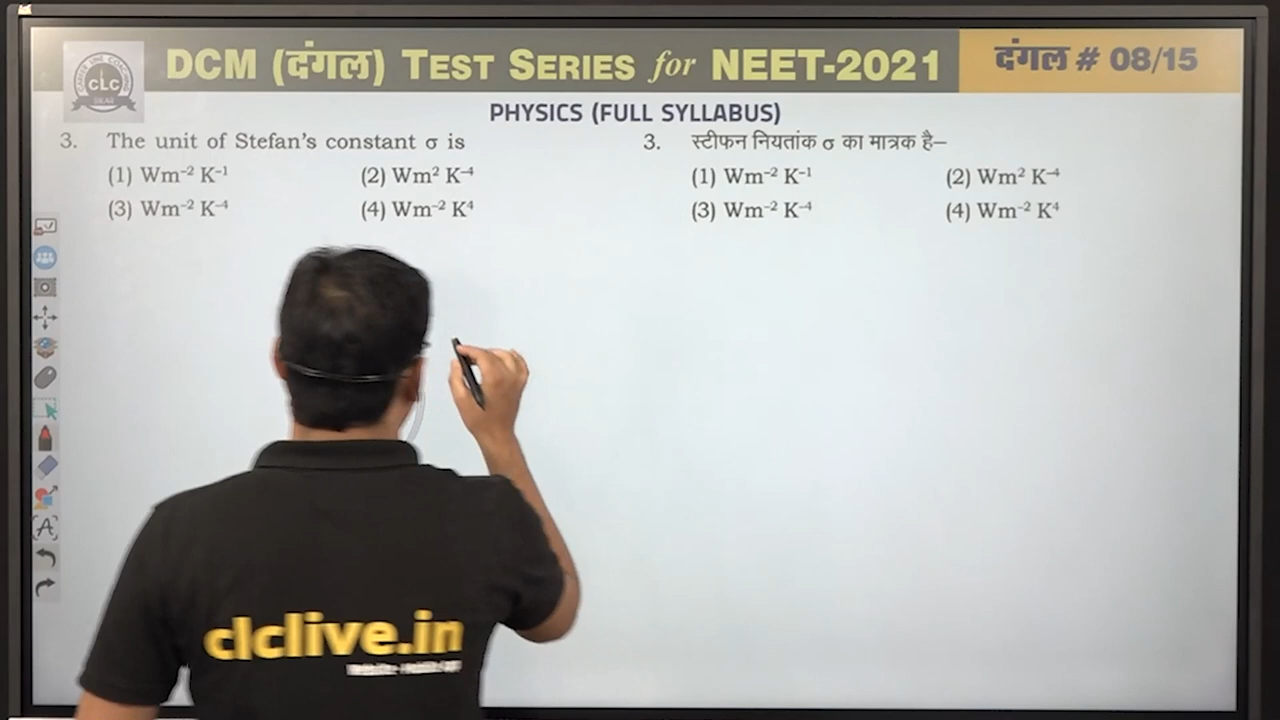 DCM (दंगल) TEST SERIES for NEET-2021
दंगल # 08/15
CLC
PHYSICS (FULL SYLLABUS)
3. The unit of Stefan's constant σ is
(1) Wm⁻² K⁻¹ (2) Wm² K⁻⁴
(3) Wm⁻² K⁻⁴ (4) Wm⁻² K⁴
3. स्टीफन नियतांक σ का मात्रक है–
(1) Wm⁻² K⁻¹ (2) Wm² K⁻⁴
(3) Wm⁻² K⁻⁴ (4) Wm⁻² K⁴
A
clclive.in